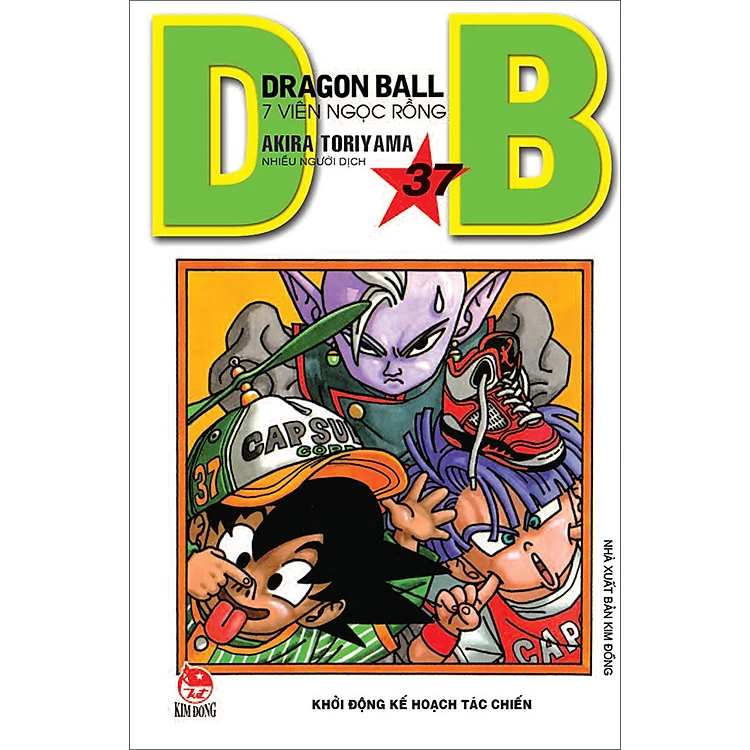 D B
DRAGON BALL
7 VIÊN NGỌC RỒNG
AKIRA TORIYAMA
NHIỀU NGƯỜI DỊCH
37
CAPSU
CORP
37
CAP
NHÀ XUẤT BẢN KIM ĐỒNG
KIM ĐỒNG
KHỞI ĐỘNG KẾ HOẠCH TÁC CHIẾN